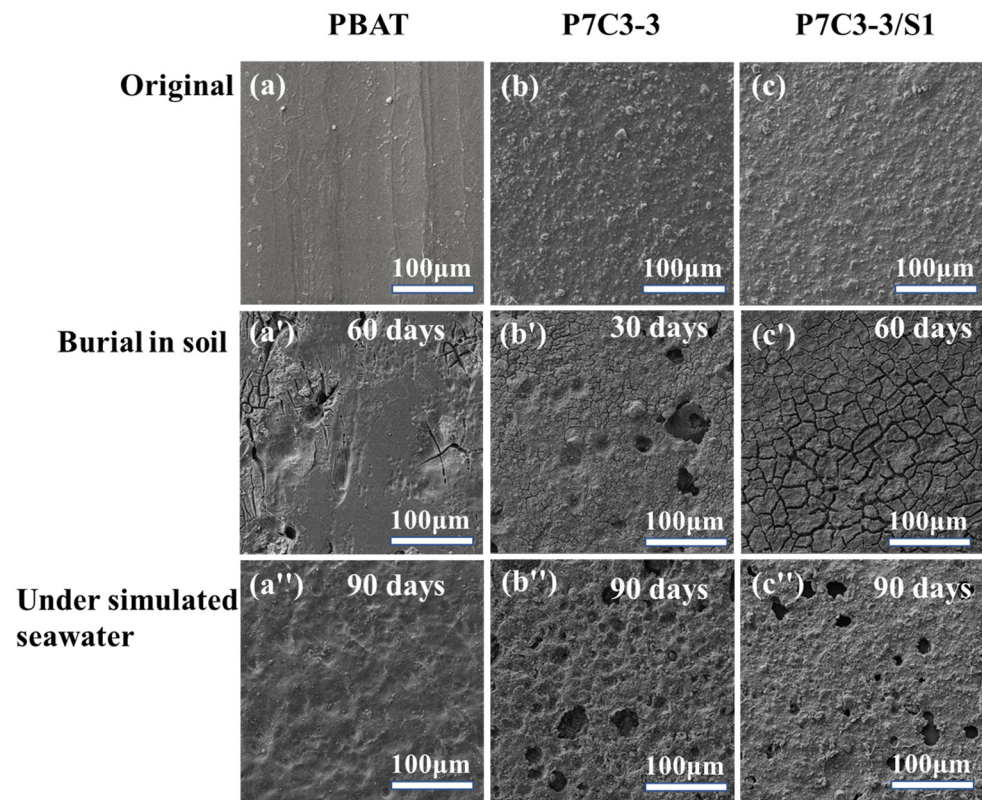 PBAT P7C3-3 P7C3-3/S1
Original (a) (b) (c)
100μm 100μm 100μm
Burial in soil (a') 60 days (b') 30 days (c') 60 days
100μm 100μm 100μm
Under simulated
seawater
(a'') 90 days (b'') 90 days (c'') 90 days
100μm 100μm 100μm